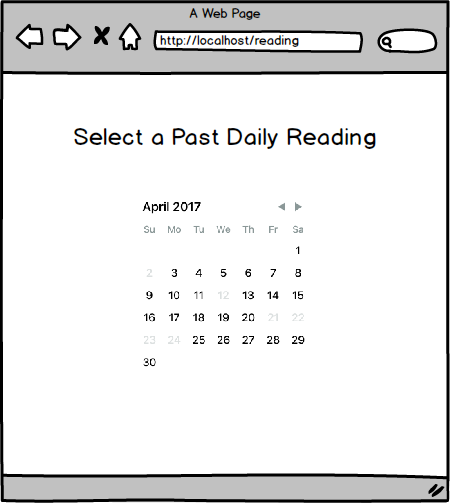 A Web Page
http://localhost/reading
Select a Past Daily Reading
April 2017
Su Mo Tu We Th Fr Sa
1
2 3 4 5 6 7 8
9 10 11 12 13 14 15
16 17 18 19 20 21 22
23 24 25 26 27 28 29
30